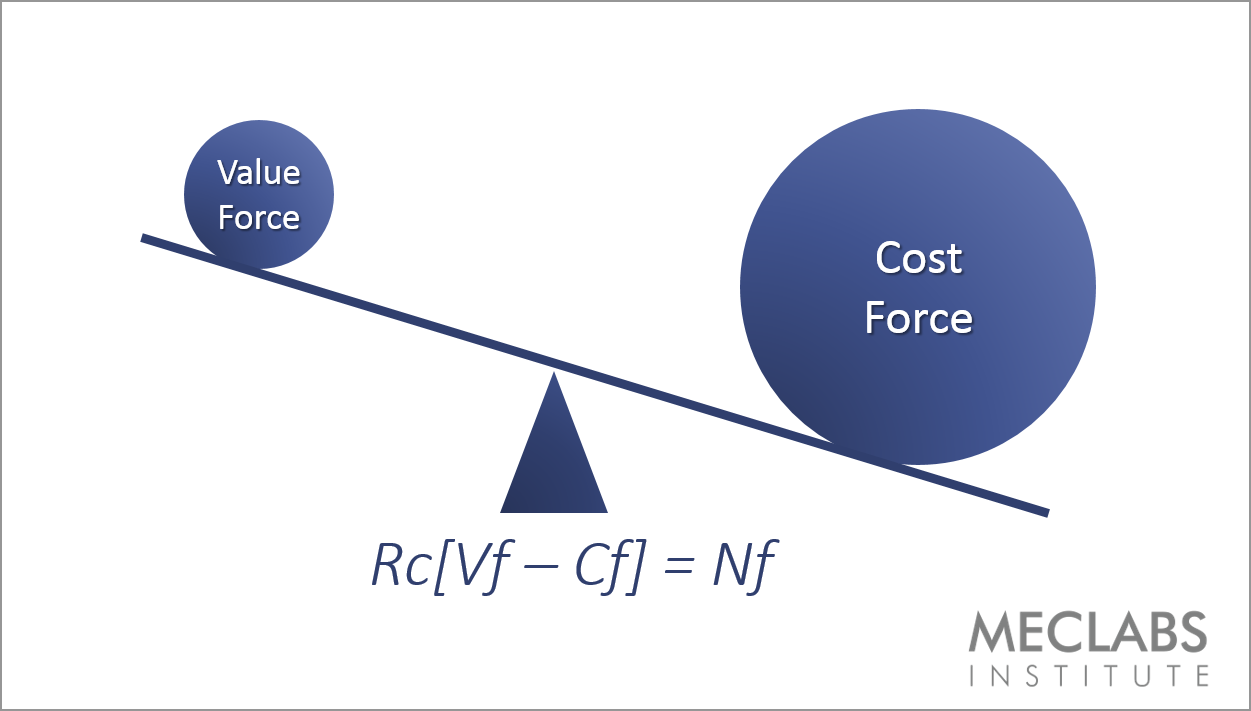 Value
Force
Cost
Force
Rc[Vf – Cf] = Nf
MECLABS
INSTITUTE